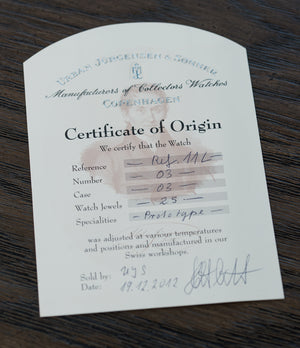 URBAN JÜRGENSEN & SONNER
Manufacturers of Collectors Watches
COPENHAGEN
Certificate of Origin
We certify that the Watch
Reference – Ref. 11L –
Number – 03 –
Case – 03 –
Watch Jewels – 25 –
Specialities – Prototype –
was adjusted at various temperatures
and positions and manufactured in our
Swiss workshops.
Sold by: UJS
Date: 19.12.2012